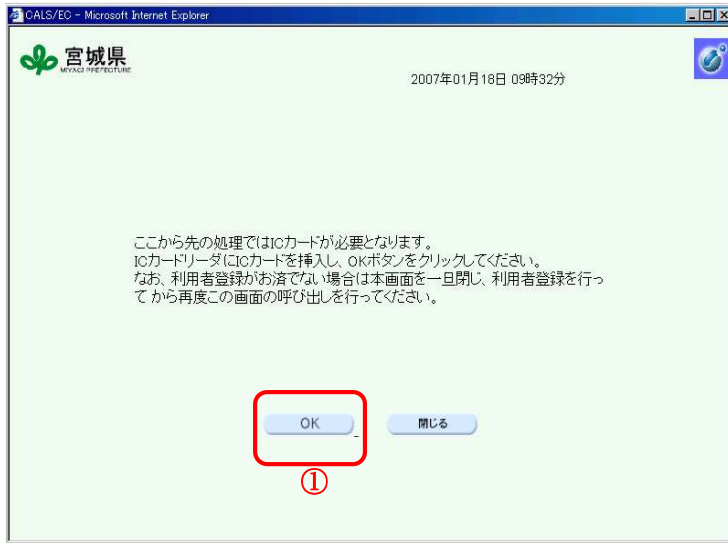 CALS/EC - Microsoft Internet Explorer
宮城県
MIYAGI PREFECTURE
2007年01月18日 09時32分
ここから先の処理ではICカードが必要となります。
ICカードリーダにICカードを挿入し、OKボタンをクリックしてください。
なお、利用者登録がお済でない場合は本画面を一旦閉じ、利用者登録を行っ
て から再度この画面の呼び出しを行ってください。
OK 閉じる
①